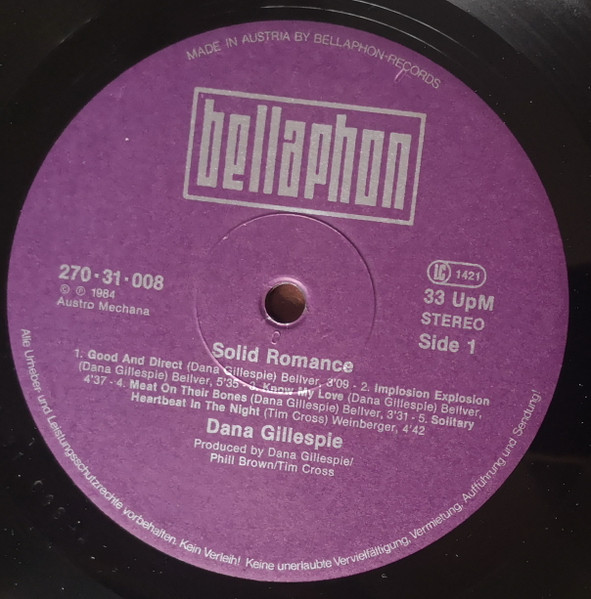 MADE IN AUSTRIA BY BELLAPHON-RECORDS
bellaphon
270·31·008
© ℗ 1984
Austro Mechana
LC 1421
33 UpM
STEREO
Side 1
Solid Romance
1. Good And Direct (Dana Gillespie) Beliver, 3'09 - 2. Implosion Explosion
(Dana Gillespie) Beliver, 5'35 - 3. Know My Love (Dana Gillespie) Beliver,
4'37 - 4. Meat On Their Bones (Dana Gillespie) Beliver, 3'31 - 5. Solitary
Heartbeat In The Night (Tim Cross) Weinberger, 4'42
Dana Gillespie
Produced by Dana Gillespie/
Phill Brown/Tim Cross
Alle Urheber und Leistungsschutzrechte vorbehalten. Kein Verleih! Keine unerlaubte Vervielfältigung, Vermietung, Aufführung und Sendung!